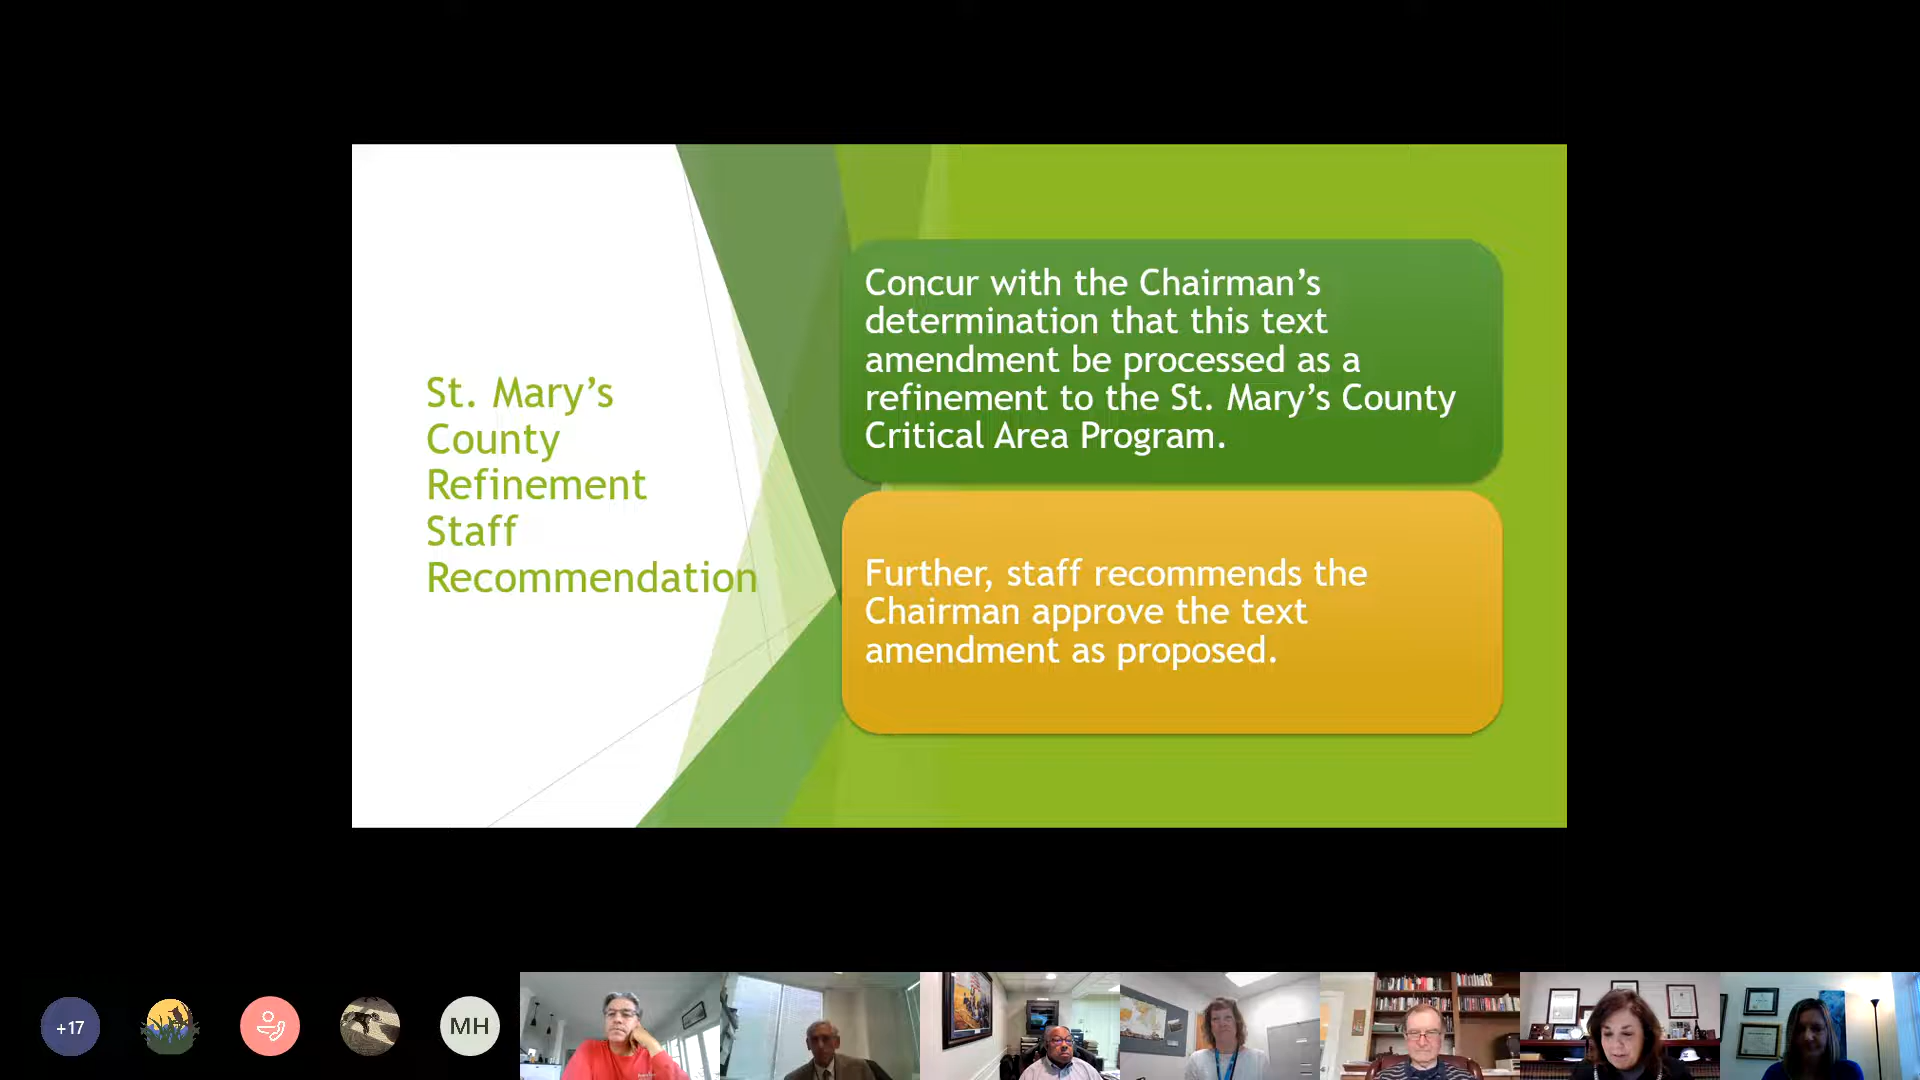 St. Mary’s
County
Refinement
Staff
Recommendation
Concur with the Chairman’s
determination that this text
amendment be processed as a
refinement to the St. Mary’s County
Critical Area Program.
Further, staff recommends the
Chairman approve the text
amendment as proposed.
+17
MH